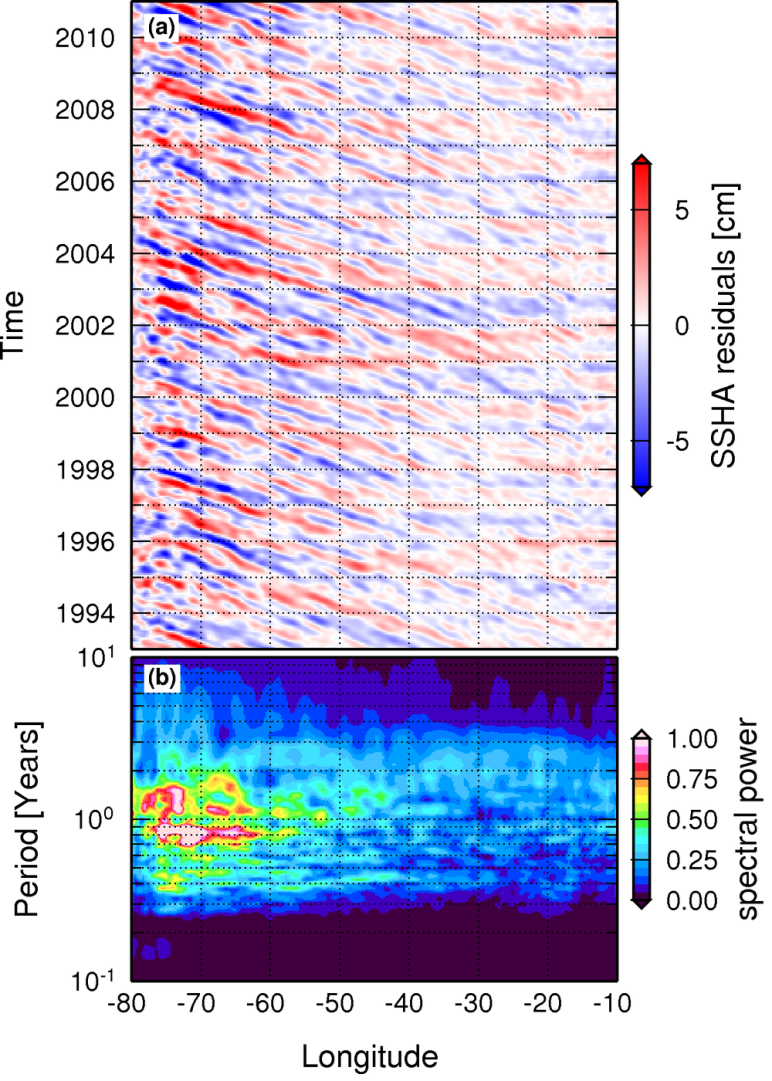 (a)
2010
2008
2006
2004
2002
2000
1998
1996
1994
Time
5
0
-5
SSHA residuals [cm]
(b)
10¹
10⁰
10⁻¹
Period [Years]
1.00
0.75
0.50
0.25
0.00
spectral power
-80 -70 -60 -50 -40 -30 -20 -10
Longitude